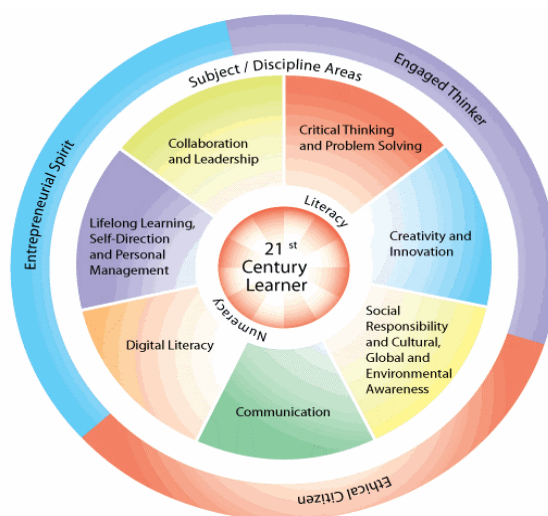 Engaged Thinker
Entrepreneurial Spirit
Ethical Citizen
Subject / Discipline Areas
Collaboration
and Leadership
Critical Thinking
and Problem Solving
Lifelong Learning,
Self-Direction
and Personal
Management
Creativity and
Innovation
Digital Literacy
Social
Responsibility
and Cultural,
Global and
Environmental
Awareness
Communication
Literacy
21 st
Century
Learner
Numeracy